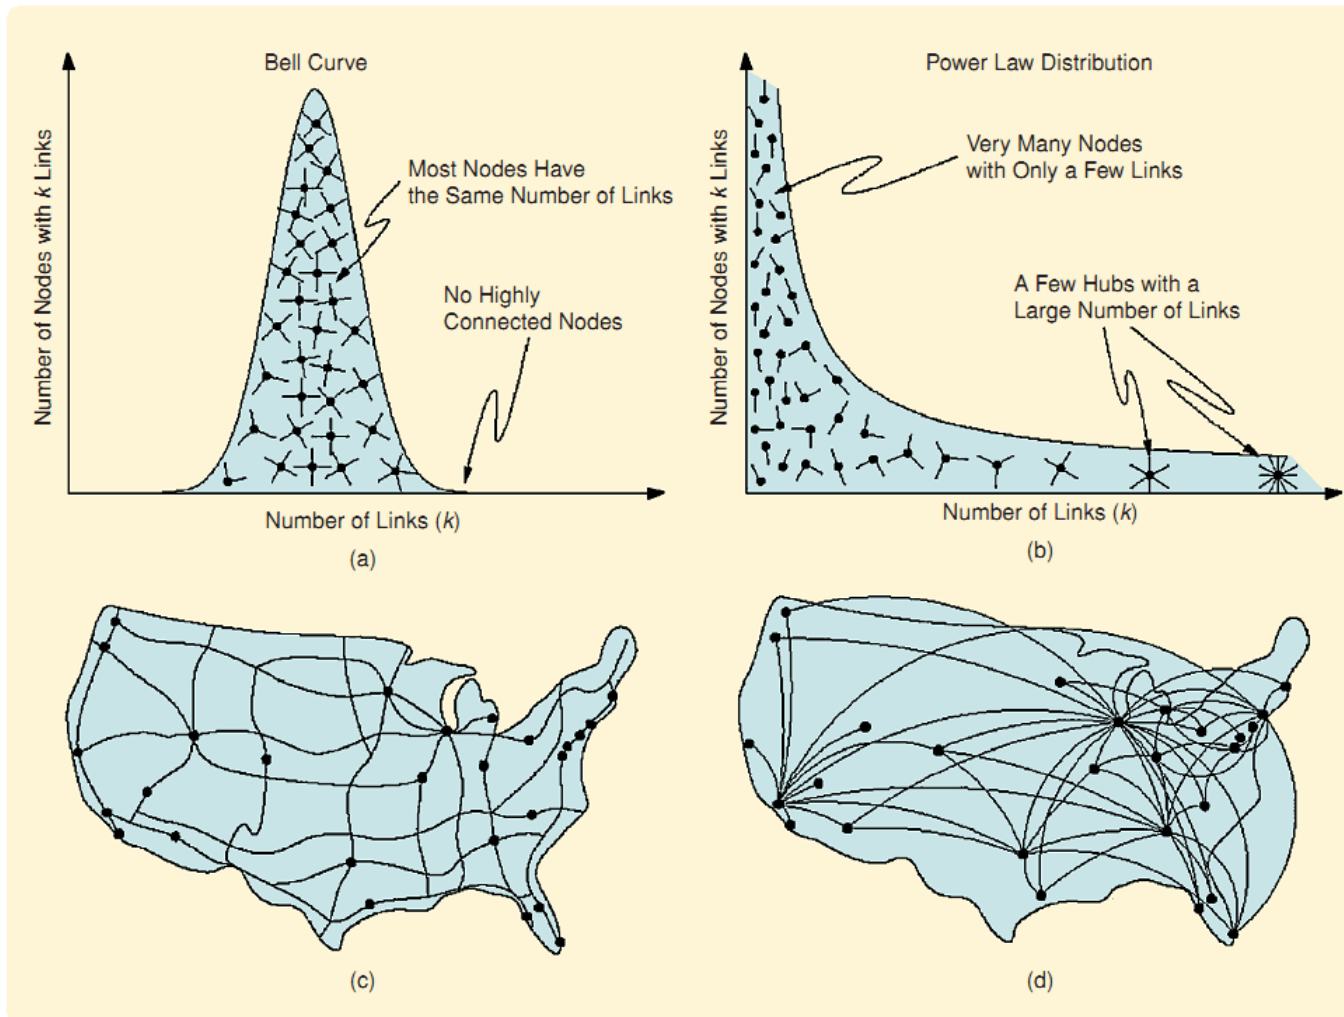 Bell Curve
Number of Nodes with k Links
Most Nodes Have
the Same Number of Links
No Highly
Connected Nodes
Number of Links (k)
(a)
Power Law Distribution
Number of Nodes with k Links
Very Many Nodes
with Only a Few Links
A Few Hubs with a
Large Number of Links
Number of Links (k)
(b)
(c)
(d)